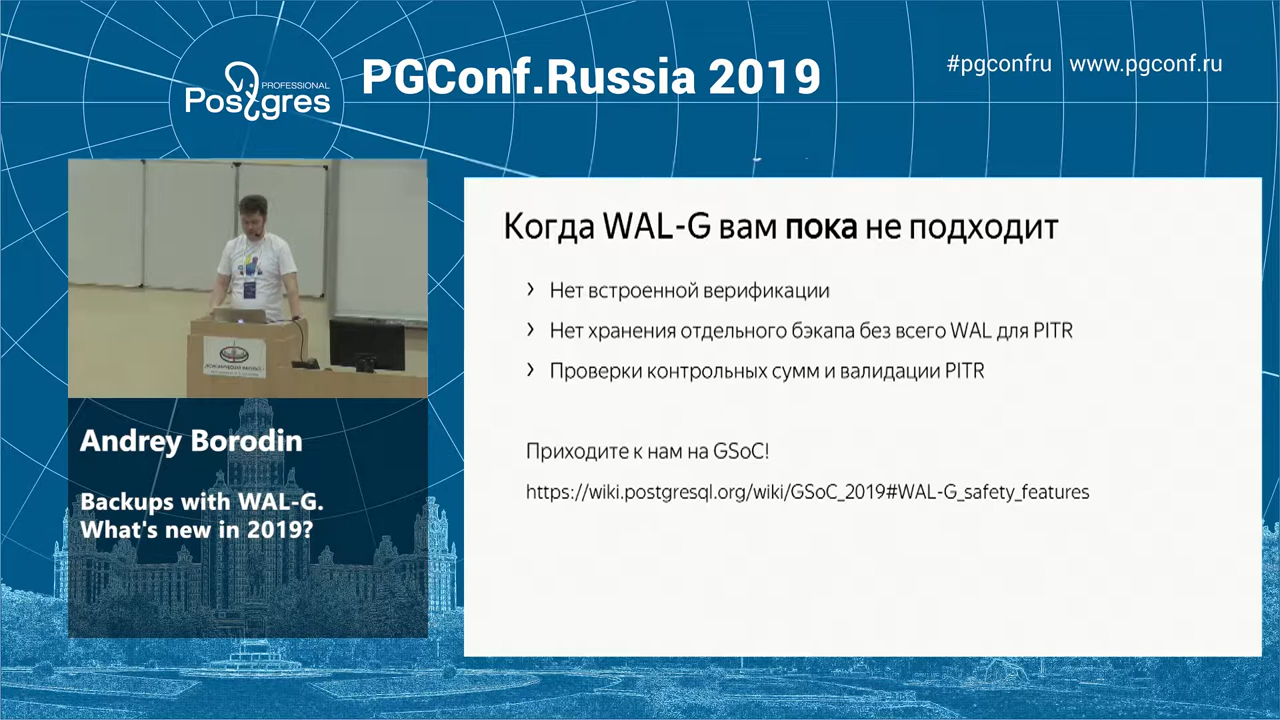 PROFESSIONAL
Postgres
PGConf.Russia 2019
#pgconfru www.pgconf.ru
Andrey Borodin
Backups with WAL-G.
What's new in 2019?
Когда WAL-G вам пока не подходит
› Нет встроенной верификации
› Нет хранения отдельного бэкапа без всего WAL для PITR
› Проверки контрольных сумм и валидации PITR
Приходите к нам на GSoC!
https://wiki.postgresql.org/wiki/GSoC_2019#WAL-G_safety_features